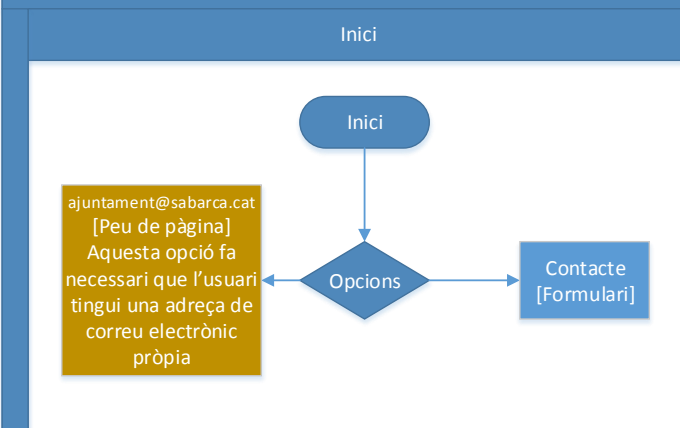 Inici
Inici
ajuntament@sabarca.cat
[Peu de pàgina]
Aquesta opció fa
necessari que l’usuari
tingui una adreça de
correu electrònic
pròpia
Opcions
Contacte
[Formulari]